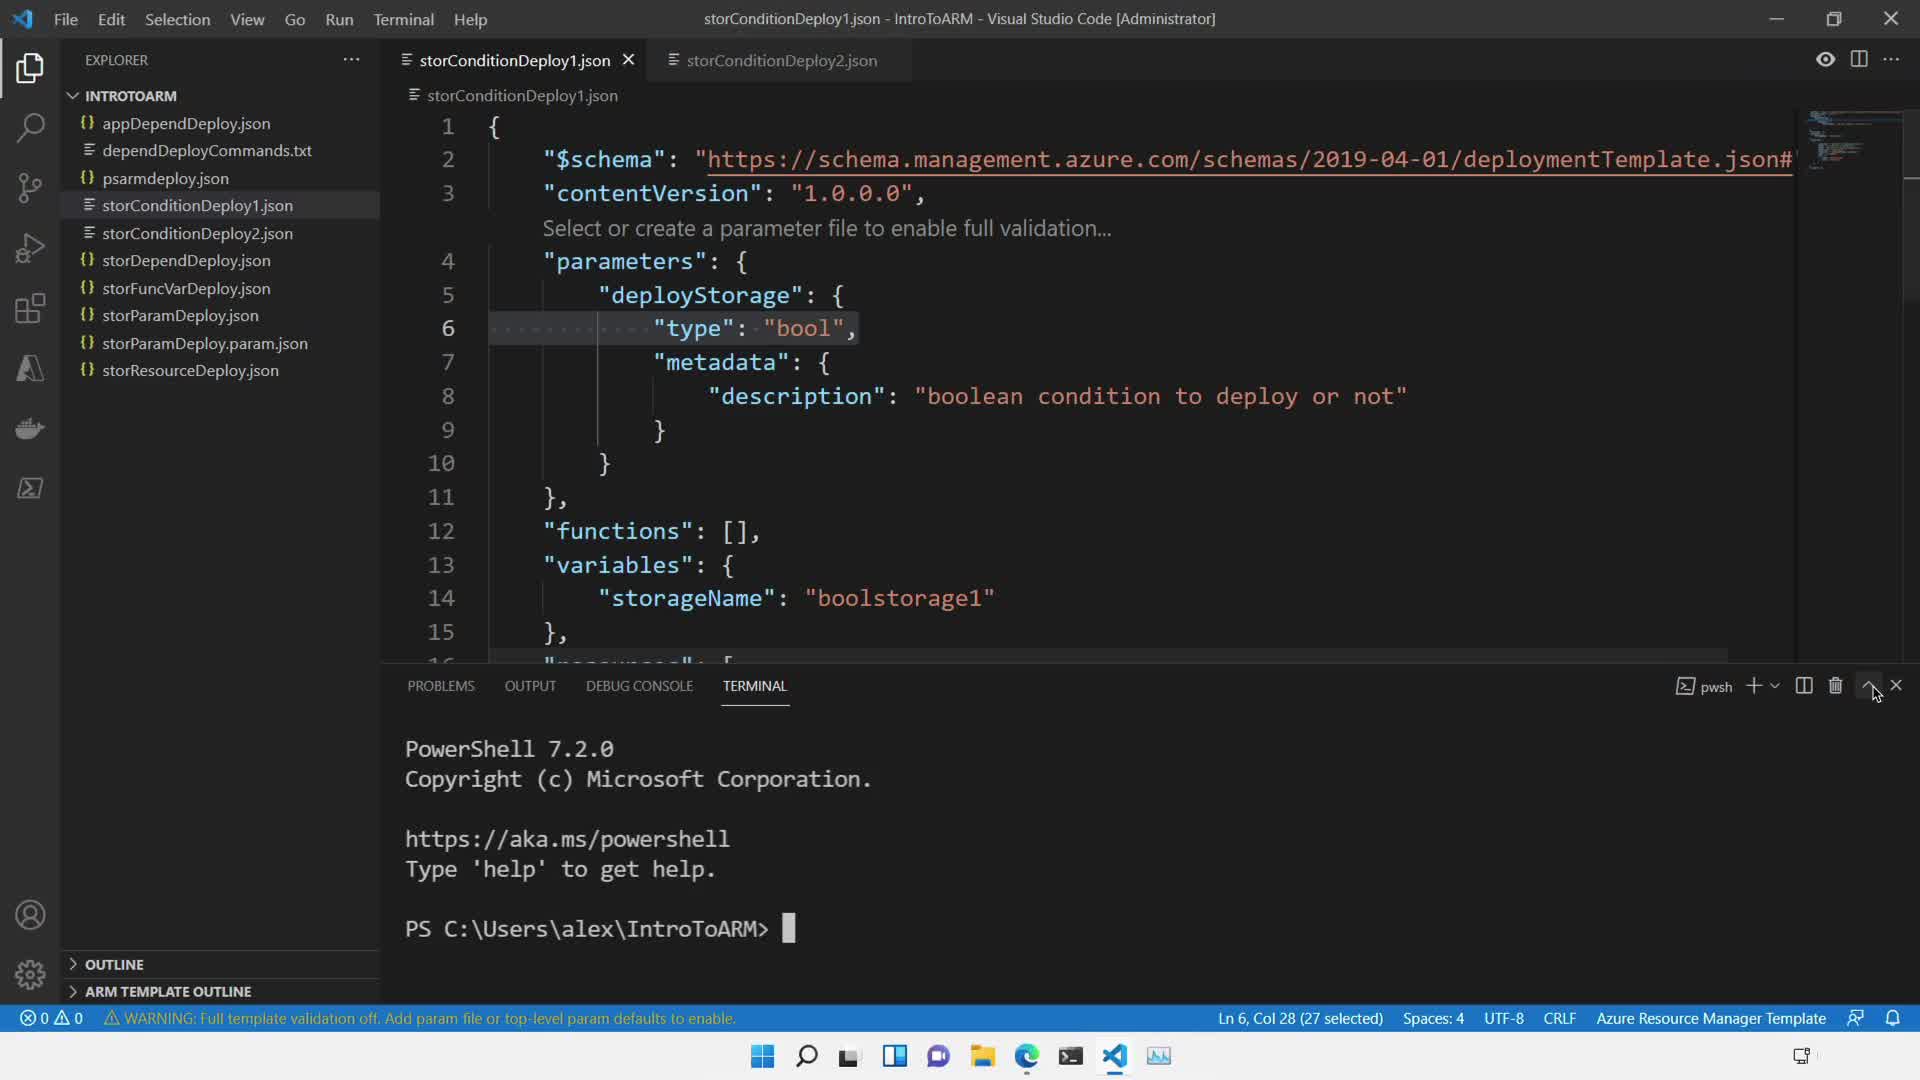 File Edit Selection View Go Run Terminal Help
storConditionDeploy1.json - IntroToARM - Visual Studio Code [Administrator]
EXPLORER
INTROTOARM
appDependDeploy.json
dependDeployCommands.txt
psarmdeploy.json
storConditionDeploy1.json
storConditionDeploy2.json
storDependDeploy.json
storFuncVarDeploy.json
storParamDeploy.json
storParamDeploy.param.json
storResourceDeploy.json
OUTLINE
ARM TEMPLATE OUTLINE
storConditionDeploy1.json
storConditionDeploy2.json
storConditionDeploy1.json
1 {
2 "$schema": "https://schema.management.azure.com/schemas/2019-04-01/deploymentTemplate.json#"
3 "contentVersion": "1.0.0.0",
Select or create a parameter file to enable full validation...
4 "parameters": {
5 "deployStorage": {
6 "type": "bool",
7 "metadata": {
8 "description": "boolean condition to deploy or not"
9 }
10 }
11 },
12 "functions": [],
13 "variables": {
14 "storageName": "boolstorage1"
15 },
16 "resources": [
PROBLEMS OUTPUT DEBUG CONSOLE TERMINAL
pwsh
PowerShell 7.2.0
Copyright (c) Microsoft Corporation.
https://aka.ms/powershell
Type 'help' to get help.
PS C:\Users\alex\IntroToARM>
0 0 WARNING: Full template validation off. Add param file or top-level param defaults to enable.
Ln 6, Col 28 (27 selected) Spaces: 4 UTF-8 CRLF Azure Resource Manager Template